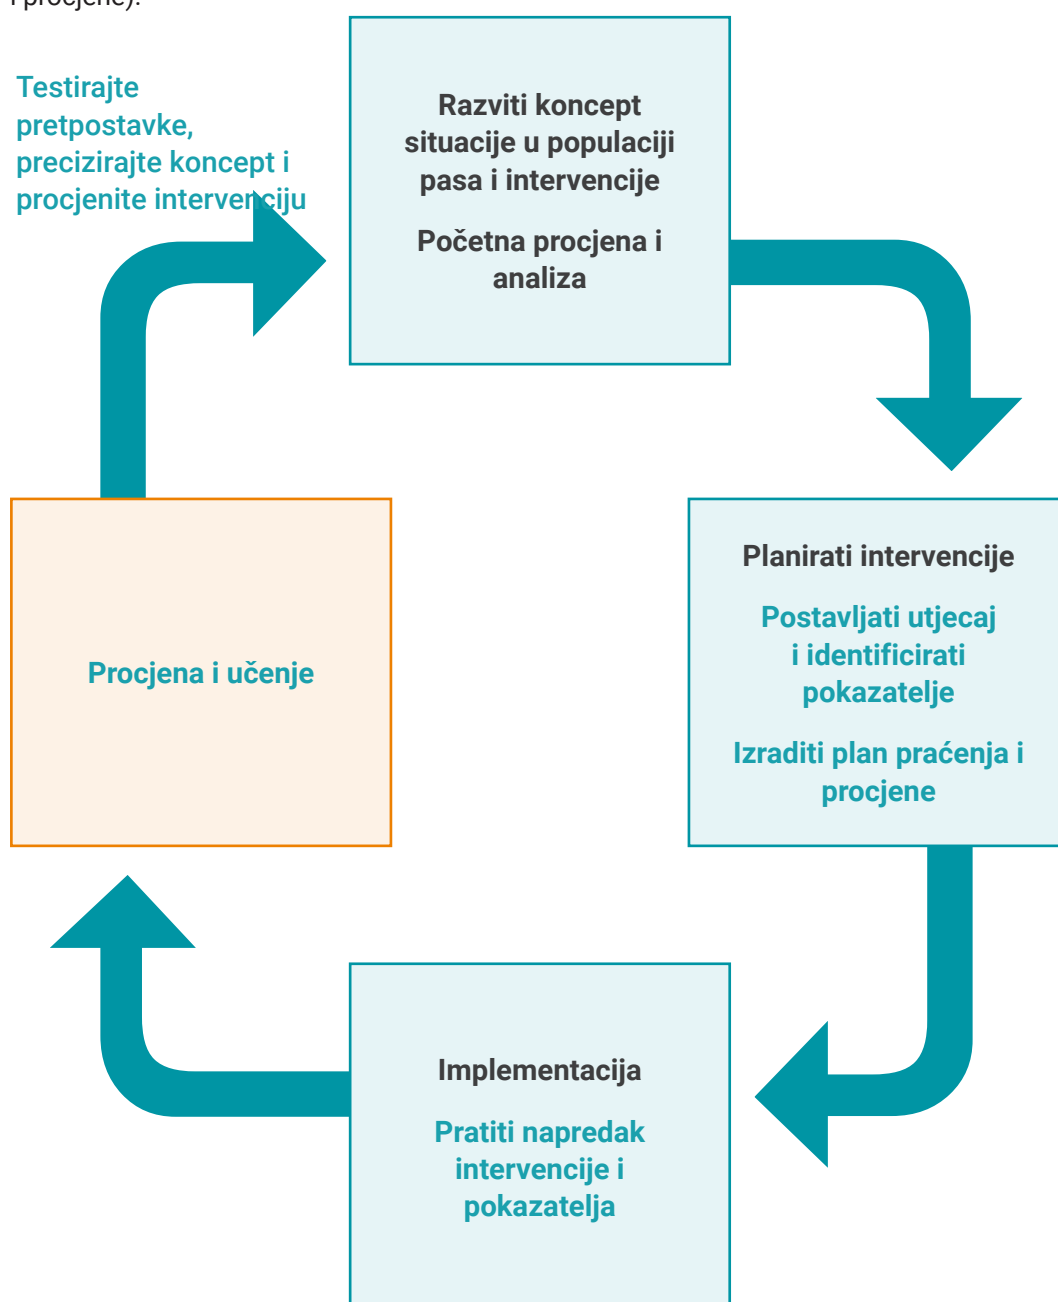 i procjene).
Testirajte
pretpostavke,
precizirajte koncept i
procjenite intervenciju
Razviti koncept
situacije u populaciji
pasa i intervencije
Početna procjena i
analiza
Procjena i učenje
Planirati intervencije
Postavljati utjecaj
i identificirati
pokazatelje
Izraditi plan praćenja i
procjene
Implementacija
Pratiti napredak
intervencije i
pokazatelja